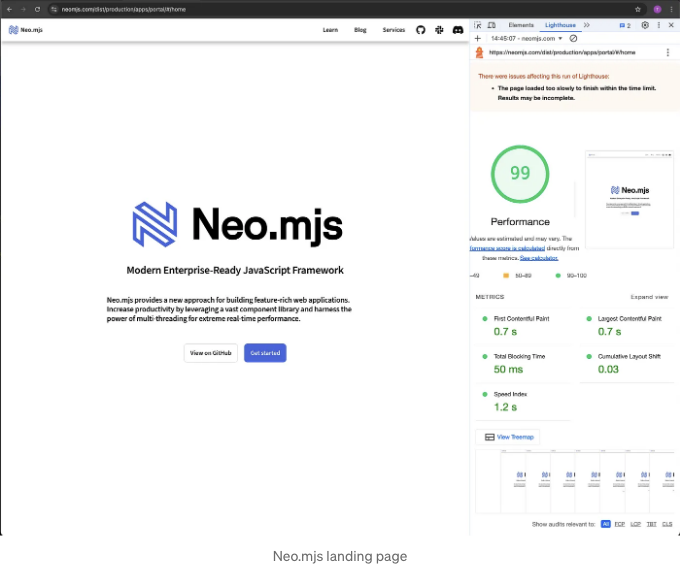 neomjs.com/dist/production/apps/portal/#/home
Neo.mjs
Learn Blog Services
Neo.mjs
Modern Enterprise-Ready JavaScript Framework
Neo.mjs provides a new approach for building feature-rich web applications.
Increase productivity by leveraging a vast component library and harness the
power of multi-threading for extreme real-time performance.
View on GitHub Get started
Elements Lighthouse 2
14:45:07 - neomjs.com
https://neomjs.com/dist/production/apps/portal/#/home
There were issues affecting this run of Lighthouse:
The page loaded too slowly to finish within the time limit.
Results may be incomplete.
99
Performance
Values are estimated and may vary. The
formance score is calculated directly from
these metrics. See calculator.
–49 50–89 90–100
METRICS Expand view
First Contentful Paint
0.7 s
Largest Contentful Paint
0.7 s
Total Blocking Time
50 ms
Cumulative Layout Shift
0.03
Speed Index
1.2 s
View Treemap
Show audits relevant to: All FCP LCP TBT CLS
Neo.mjs landing page